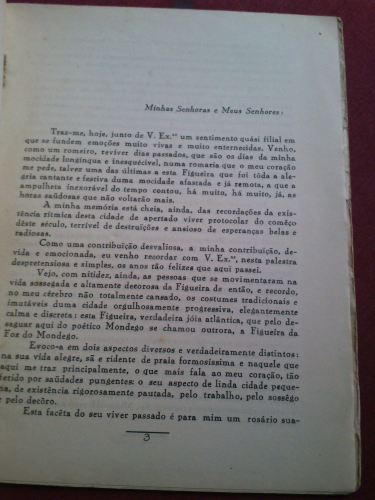 Minhas Senhoras e Meus Senhores:
Traz-me, hoje, junto de V. Ex.as um sentimento quási filial em
que se fundem emoções muito vivas e muito enternecidas. Venho,
como um romeiro, reviver dias passados, que são os dias da minha
mocidade longínqua e inesquecível, numa romaria que o meu coração
me pede, talvez uma das últimas a esta Figueira que foi tôda a ale-
gria cantante e festiva duma mocidade afastada e já remota, a que a
ampulheta inexorável do tempo contou, há muito, há muito, já, as
horas saüdosas que não voltarão mais.
A minha memória está cheia, ainda, das recordações da exis-
tência rítmica desta cidade de apertado viver protocolar do comêço
dêste século, terrível de destruïções e ansioso de esperanças belas e
radiosas.
Como uma contribuïção desvaliosa, a minha contribuïção, de-
vida e emocionada, eu venho recordar com V. Ex.as, nesta palestra
despretensiosa e simples, os anos tão felizes que aqui passei.
Vejo, com nitidez, ainda, as pessoas que se movimentaram na
vida sossegada e altamente decorosa da Figueira de então, e recordo,
no meu cérebro não totalmente cansado, os costumes tradicionais e
imutáveis duma cidade orgulhosamente progressiva, elegantemente
calma e discreta: esta Figueira, verdadeira jóia atlântica, que pelo de-
saguar aqui do poético Mondego se chamou outrora, a Figueira da
Foz do Mondego.
Evoco-a em dois aspectos diversos e verdadeiramente distintos:
na sua vida alegre, sã e ridente de praia formosíssima e naquele que
aqui me traz principalmente, o que mais fala ao meu coração, tão
ferido por saüdades pungentes: o seu aspecto de linda cidade peque-
na, de existência rigorosamente pautada, pelo trabalho, pelo sossêgo
e pelo decôro.
Esta facêta do seu viver passado é para mim um rosário sua-
3